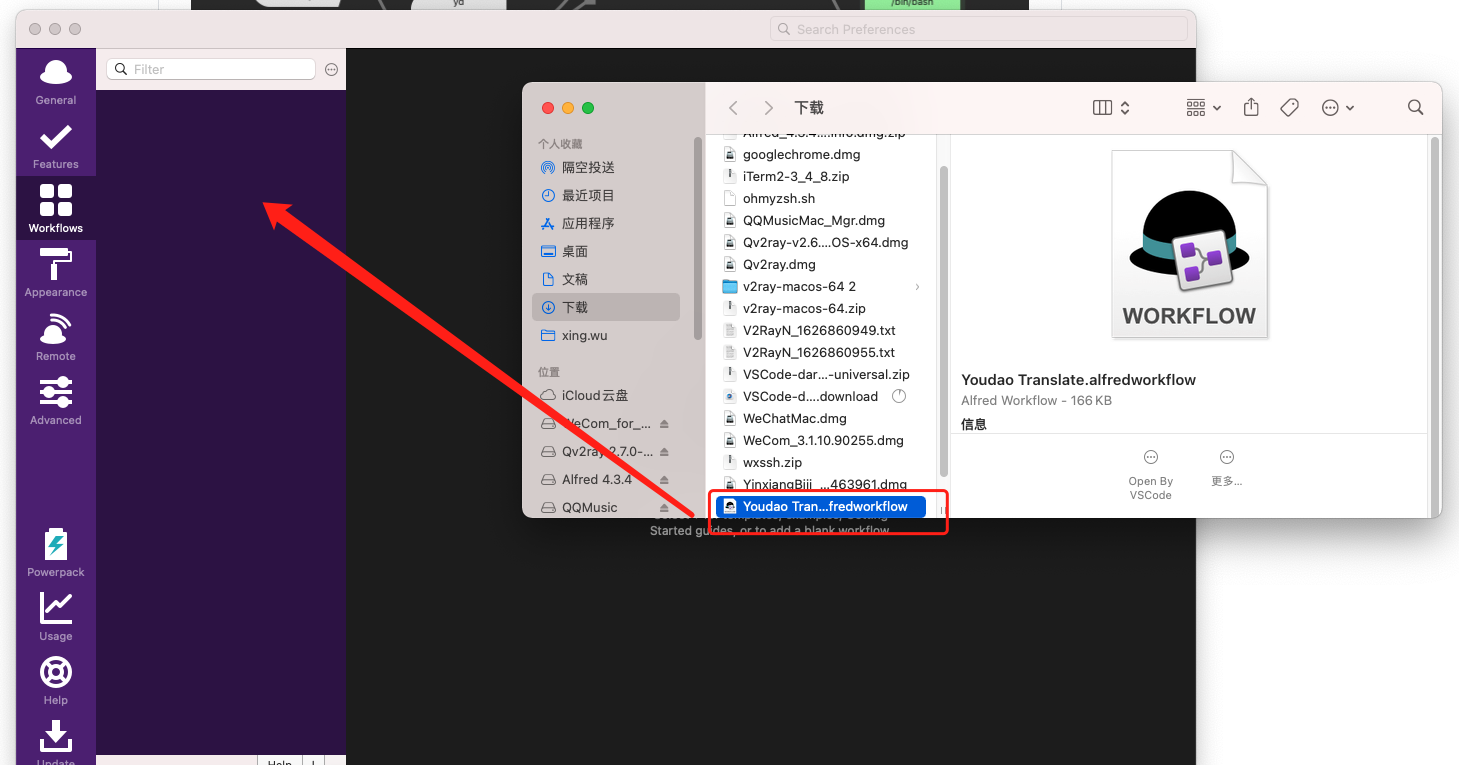 yd
/bin/bash
Search Preferences
General
Features
Workflows
Appearance
Remote
Advanced
Powerpack
Usage
Help
Update
Filter
Help
Started guides, or to add a blank workflow
个人收藏
隔空投送
最近项目
应用程序
桌面
文稿
下载
xing.wu
位置
iCloud云盘
WeCom_for_...
Qv2ray 2.7.0-...
Alfred 4.3.4
QQMusic
下载
Alfred_4.3.4....info.dmg.zip
googlechrome.dmg
iTerm2-3_4_8.zip
ohmyzsh.sh
QQMusicMac_Mgr.dmg
Qv2ray-v2.6....OS-x64.dmg
Qv2ray.dmg
v2ray-macos-64 2
v2ray-macos-64.zip
V2RayN_1626860949.txt
V2RayN_1626860955.txt
VSCode-dar...-universal.zip
VSCode-d....download
WeChatMac.dmg
WeCom_3.1.10.90255.dmg
wxssh.zip
YinxiangBiji_...463961.dmg
Youdao Tran...fredworkflow
WORKFLOW
Youdao Translate.alfredworkflow
Alfred Workflow - 166 KB
信息
Open By
VSCode
更多...